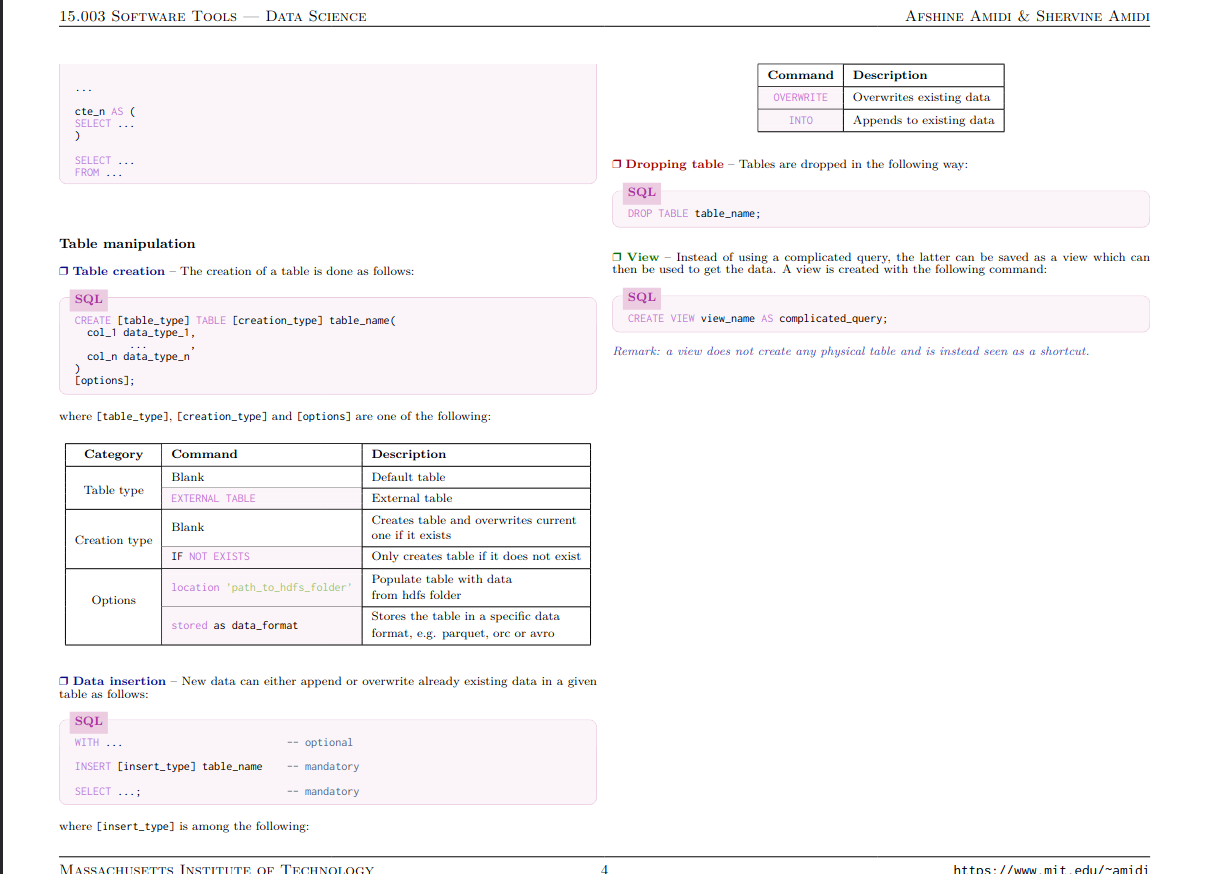 15.003 Software Tools — Data Science
Afshine Amidi & Shervine Amidi
...
cte_n AS (
SELECT ...
)
SELECT ...
FROM ...
Table manipulation
❐ Table creation – The creation of a table is done as follows:
SQL
CREATE [table_type] TABLE [creation_type] table_name(
col_1 data_type_1,
... ,
col_n data_type_n
)
[options];
where [table_type], [creation_type] and [options] are one of the following:
Category Command Description
Table type
Blank Default table
EXTERNAL TABLE External table
Creation type
Blank
Creates table and overwrites current
one if it exists
IF NOT EXISTS Only creates table if it does not exist
Options
location 'path_to_hdfs_folder'
Populate table with data
from hdfs folder
stored as data_format
Stores the table in a specific data
format, e.g. parquet, orc or avro
❐ Data insertion – New data can either append or overwrite already existing data in a given
table as follows:
SQL
WITH ... -- optional
INSERT [insert_type] table_name -- mandatory
SELECT ...; -- mandatory
where [insert_type] is among the following:
Command Description
OVERWRITE Overwrites existing data
INTO Appends to existing data
❐ Dropping table – Tables are dropped in the following way:
SQL
DROP TABLE table_name;
❐ View – Instead of using a complicated query, the latter can be saved as a view which can
then be used to get the data. A view is created with the following command:
SQL
CREATE VIEW view_name AS complicated_query;
Remark: a view does not create any physical table and is instead seen as a shortcut.
Massachusetts Institute of Technology
4
https://www.mit.edu/~amidi